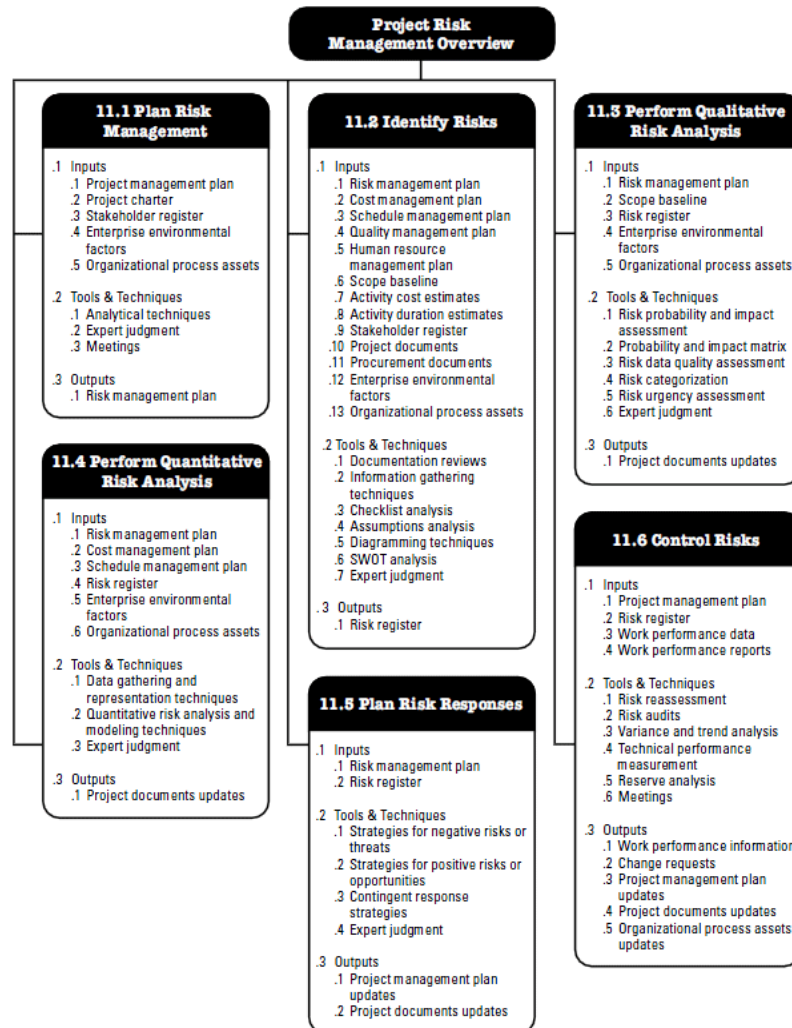 Project Risk
Management Overview
11.1 Plan Risk
Management
.1 Inputs
.1 Project management plan
.2 Project charter
.3 Stakeholder register
.4 Enterprise environmental
factors
.5 Organizational process assets
.2 Tools & Techniques
.1 Analytical techniques
.2 Expert judgment
.3 Meetings
.3 Outputs
.1 Risk management plan
11.2 Identify Risks
.1 Inputs
.1 Risk management plan
.2 Cost management plan
.3 Schedule management plan
.4 Quality management plan
.5 Human resource
management plan
.6 Scope baseline
.7 Activity cost estimates
.8 Activity duration estimates
.9 Stakeholder register
.10 Project documents
.11 Procurement documents
.12 Enterprise environmental
factors
.13 Organizational process assets
.2 Tools & Techniques
.1 Documentation reviews
.2 Information gathering
techniques
.3 Checklist analysis
.4 Assumptions analysis
.5 Diagramming techniques
.6 SWOT analysis
.7 Expert judgment
.3 Outputs
.1 Risk register
11.3 Perform Qualitative
Risk Analysis
.1 Inputs
.1 Risk management plan
.2 Scope baseline
.3 Risk register
.4 Enterprise environmental
factors
.5 Organizational process assets
.2 Tools & Techniques
.1 Risk probability and impact
assessment
.2 Probability and impact matrix
.3 Risk data quality assessment
.4 Risk categorization
.5 Risk urgency assessment
.6 Expert judgment
.3 Outputs
.1 Project documents updates
11.4 Perform Quantitative
Risk Analysis
.1 Inputs
.1 Risk management plan
.2 Cost management plan
.3 Schedule management plan
.4 Risk register
.5 Enterprise environmental
factors
.6 Organizational process assets
.2 Tools & Techniques
.1 Data gathering and
representation techniques
.2 Quantitative risk analysis and
modeling techniques
.3 Expert judgment
.3 Outputs
.1 Project documents updates
11.5 Plan Risk Responses
.1 Inputs
.1 Risk management plan
.2 Risk register
.2 Tools & Techniques
.1 Strategies for negative risks or
threats
.2 Strategies for positive risks or
opportunities
.3 Contingent response
strategies
.4 Expert judgment
.3 Outputs
.1 Project management plan
updates
.2 Project documents updates
11.6 Control Risks
.1 Inputs
.1 Project management plan
.2 Risk register
.3 Work performance data
.4 Work performance reports
.2 Tools & Techniques
.1 Risk reassessment
.2 Risk audits
.3 Variance and trend analysis
.4 Technical performance
measurement
.5 Reserve analysis
.6 Meetings
.3 Outputs
.1 Work performance information
.2 Change requests
.3 Project management plan
updates
.4 Project documents updates
.5 Organizational process assets
updates